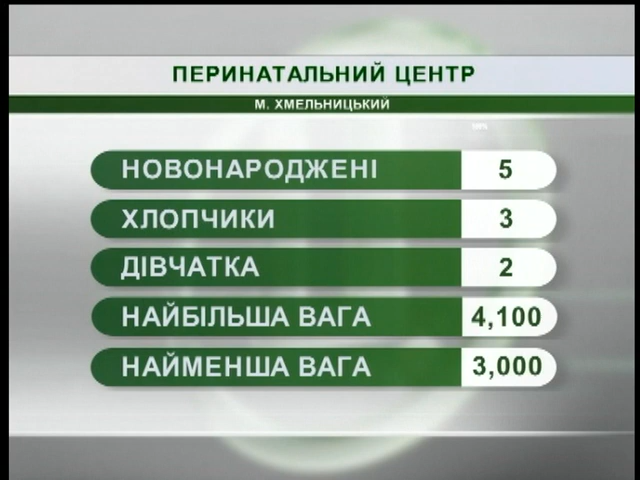 ПЕРИНАТАЛЬНИЙ ЦЕНТР
М. ХМЕЛЬНИЦЬКИЙ
НОВОНАРОДЖЕНІ 5
ХЛОПЧИКИ 3
ДІВЧАТКА 2
НАЙБІЛЬША ВАГА 4,100
НАЙМЕНША ВАГА 3,000